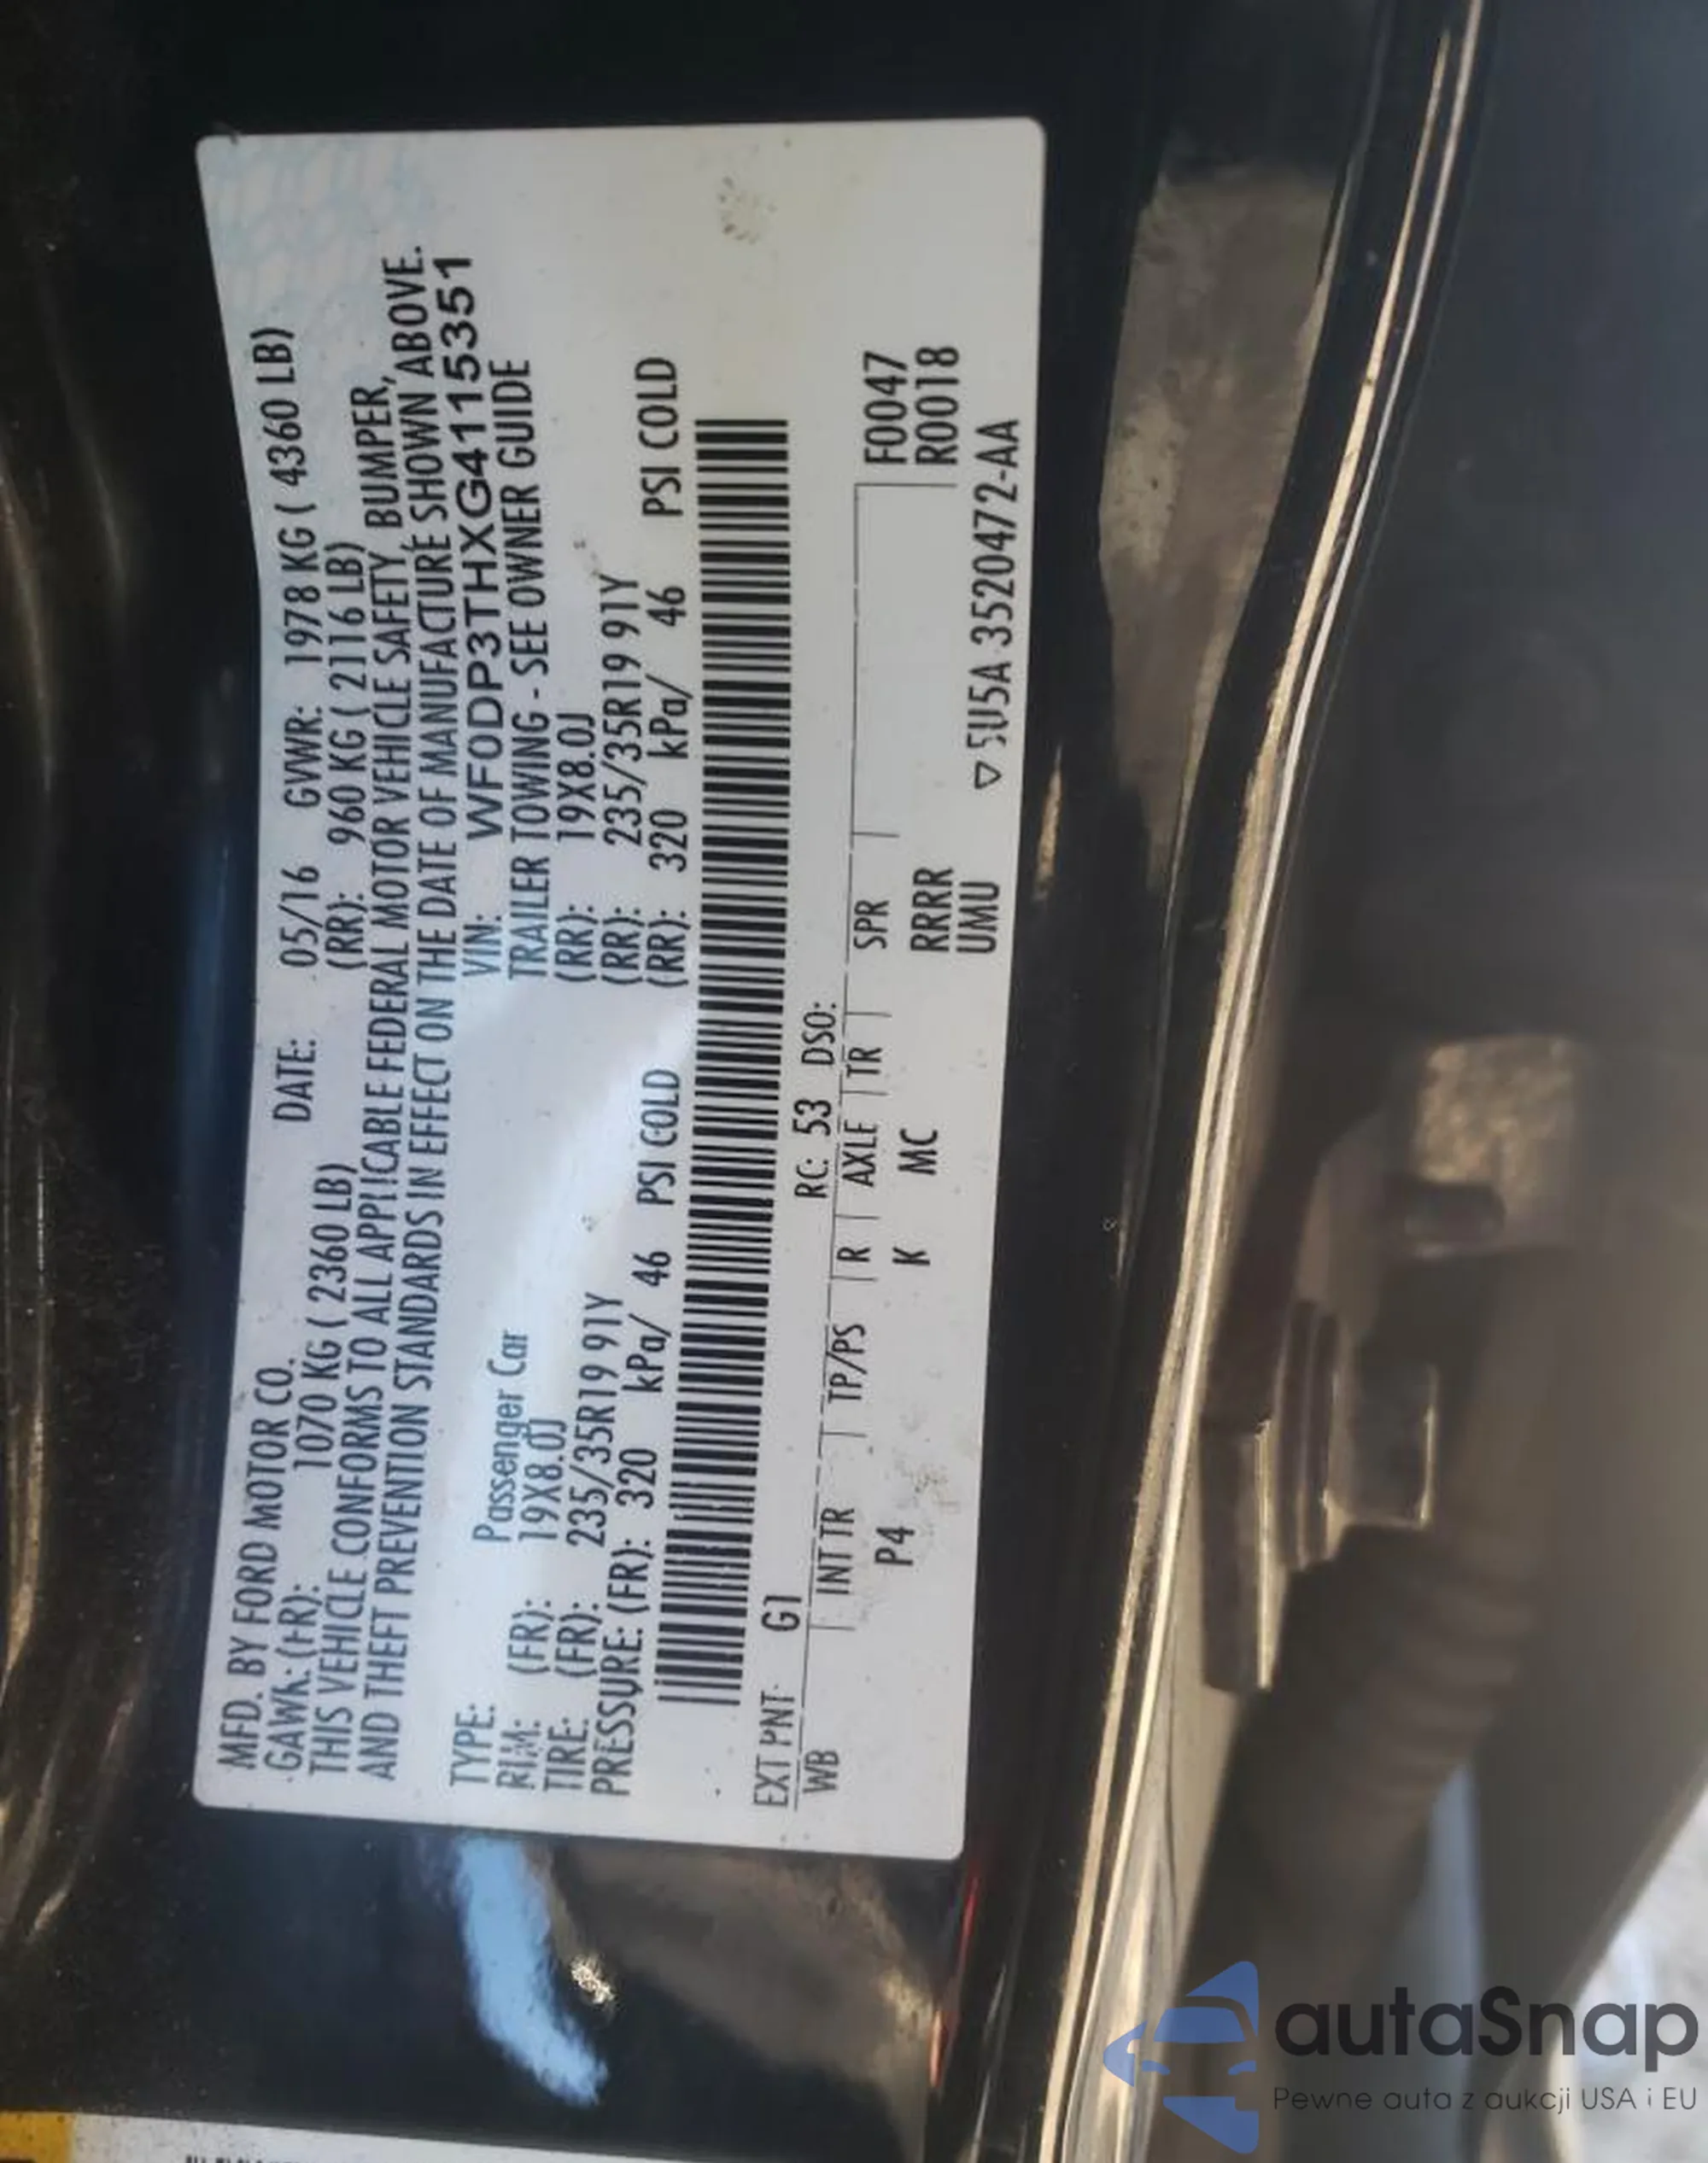 MFD. BY FORD MOTOR CO. DATE: 05/16 GVWR: 1978 KG ( 4360 LB)
GAWR: (FR): 1070 KG ( 2360 LB) (RR): 960 KG ( 2116 LB)
THIS VEHICLE CONFORMS TO ALL APPLICABLE FEDERAL MOTOR VEHICLE SAFETY, BUMPER,
AND THEFT PREVENTION STANDARDS IN EFFECT ON THE DATE OF MANUFACTURE SHOWN ABOVE.
VIN: WF0DP3THXG4115351
TYPE: Passenger Car TRAILER TOWING - SEE OWNER GUIDE
RIM: (FR): 19X8.0J (RR): 19X8.0J
TIRE: (FR): 235/35R19 91Y (RR): 235/35R19 91Y
PRESSURE: (FR): 320 kPa/ 46 PSI COLD (RR): 320 kPa/ 46 PSI COLD
EXT PNT: G1 RC: 53 DSO:
WB INT TR TP/PS R AXLE TR SPR F0047
P4 K MC RRRR R0018
UMU
5U5A 3520472-AA
autaSnap
Pewne auta z aukcji USA i EU